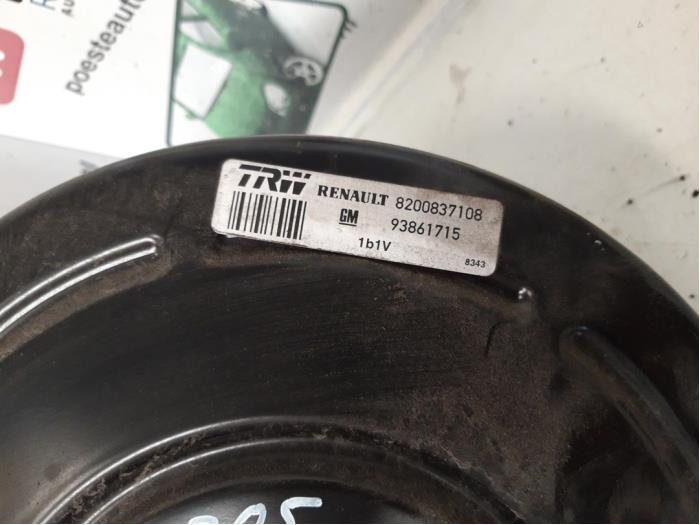 poesteauto
TRW RENAULT 8200837108
GM 93861715
1b1V 8343